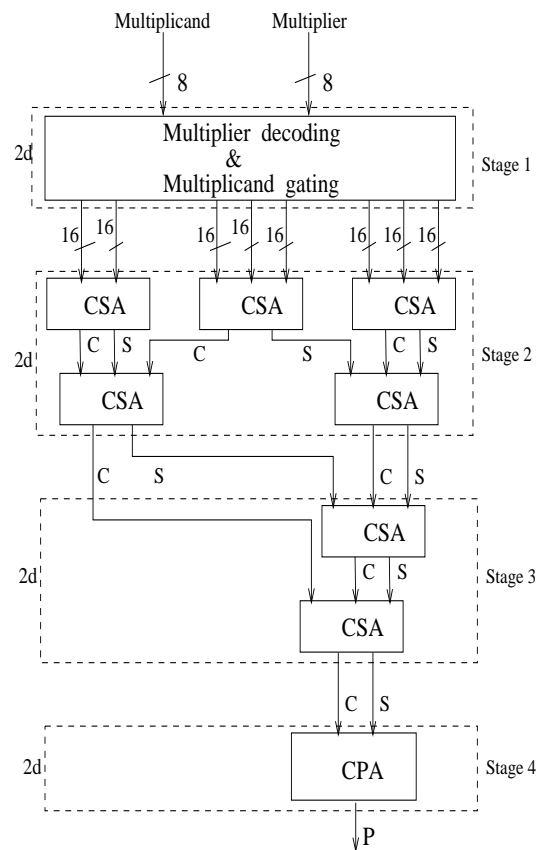 Multiplicand Multiplier
8 8
2d
Multiplier decoding
&
Multiplicand gating
Stage 1
16 16 16 16 16 16 16 16
CSA CSA CSA
C S C S C S
2d
Stage 2
CSA CSA
C S C S
CSA
2d
C S
Stage 3
CSA
C S
2d
CPA
Stage 4
P